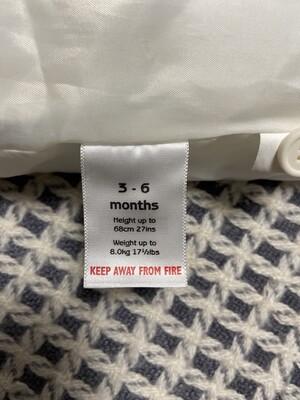 3 - 6
months
Height up to
68cm 27ins
Weight up to
8.0kg 17½lbs
KEEP AWAY FROM FIRE